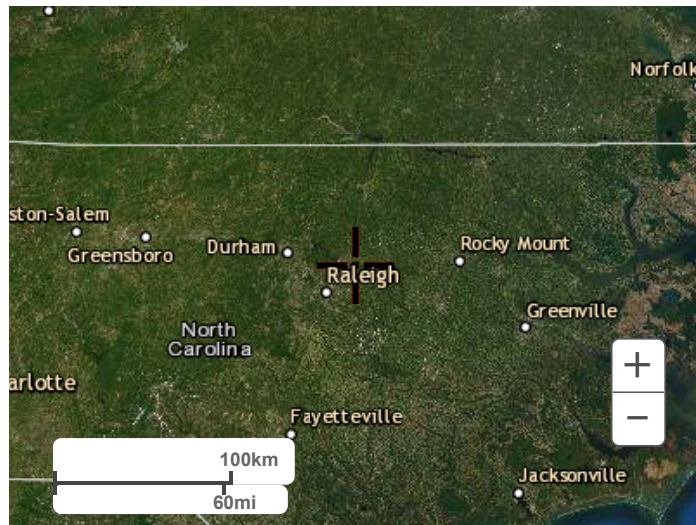 Norfolk
ston-Salem
Greensboro
Durham
Rocky Mount
Raleigh
Greenville
North
Carolina
arlotte
+
Fayetteville
−
100km
60mi
Jacksonville